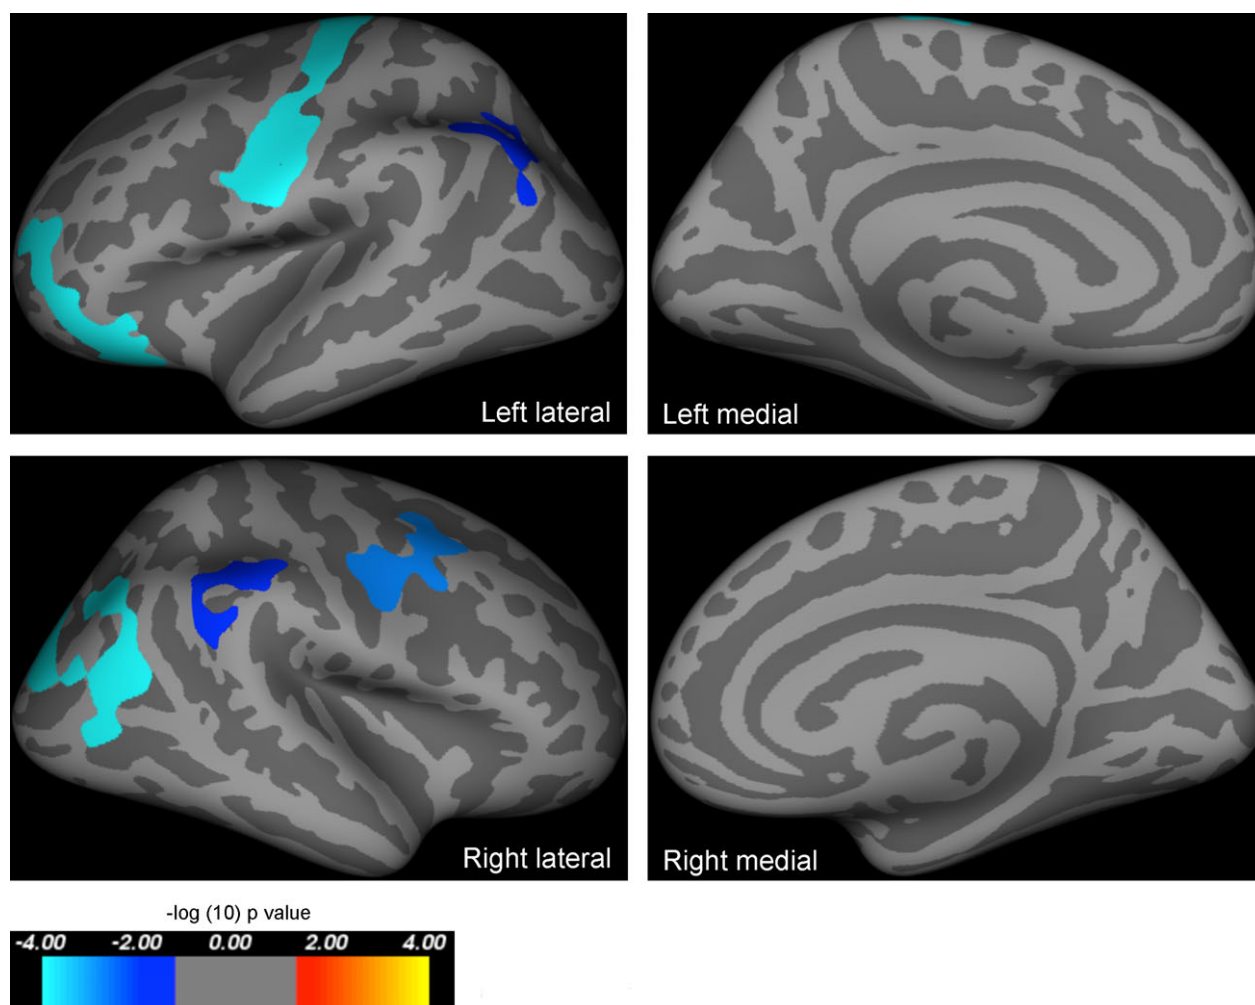 Left lateral
Left medial
Right lateral
Right medial
-log (10) p value
-4.00 -2.00 0.00 2.00 4.00